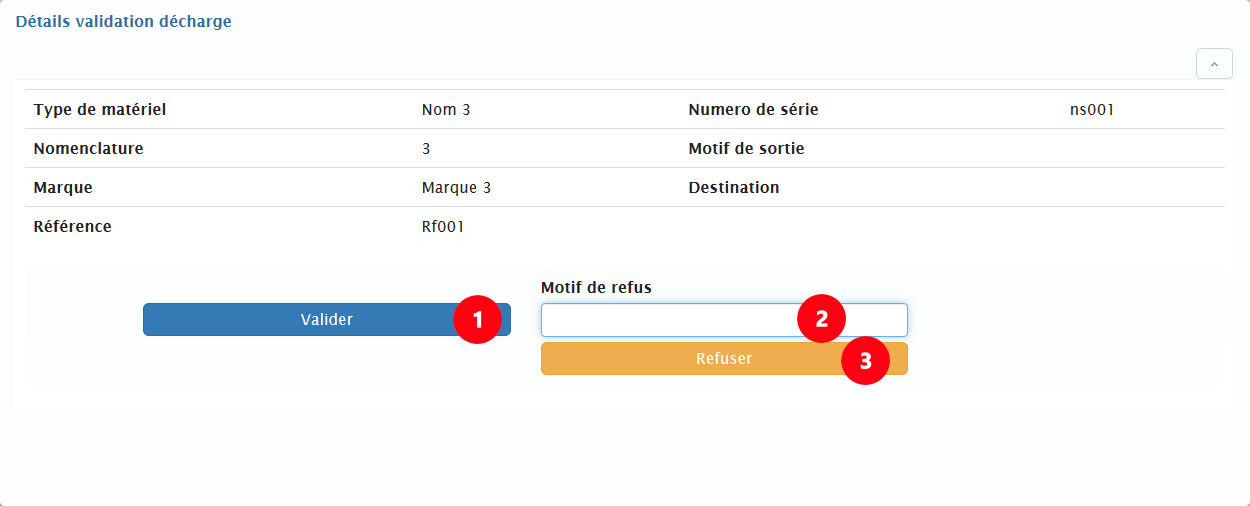 Détails validation décharge
Type de matériel Nom 3 Numero de série ns001
Nomenclature 3 Motif de sortie
Marque Marque 3 Destination
Référence Rf001
Motif de refus
Valider 1 2
Refuser 3